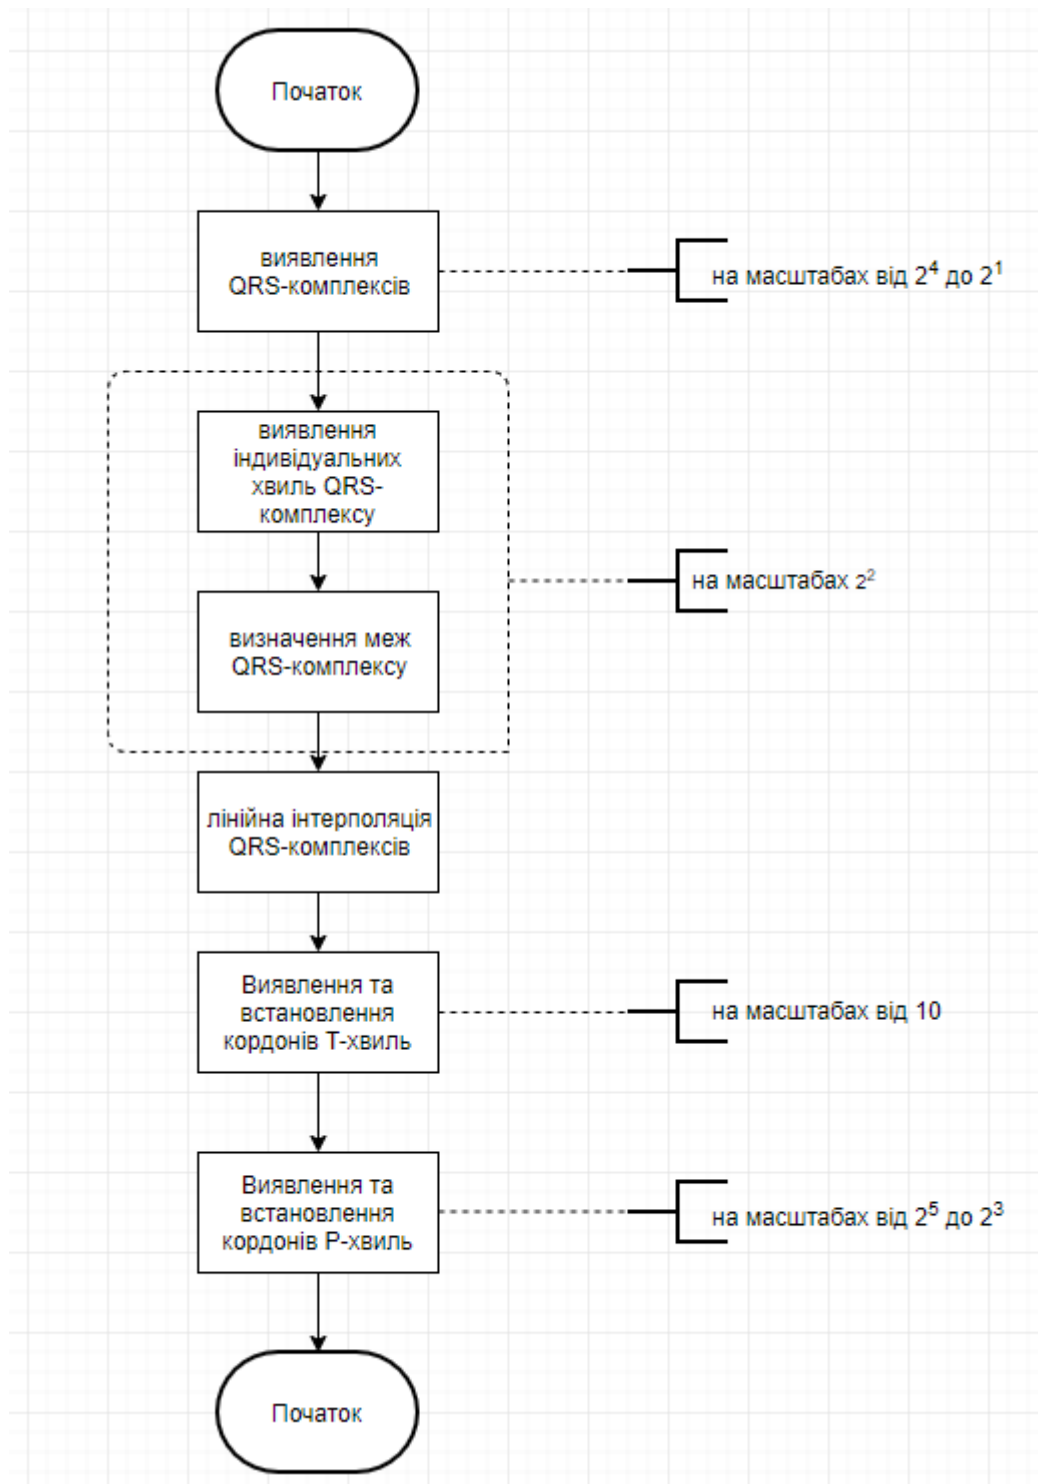 Початок
виявлення
QRS-комплексів
на масштабах від 2⁴ до 2¹
виявлення
індивідуальних
хвиль QRS-
комплексу
на масштабах 2²
визначення меж
QRS-комплексу
лінійна інтерполяція
QRS-комплексів
Виявлення та
встановлення
кордонів Т-хвиль
на масштабах від 10
Виявлення та
встановлення
кордонів Р-хвиль
на масштабах від 2⁵ до 2³
Початок